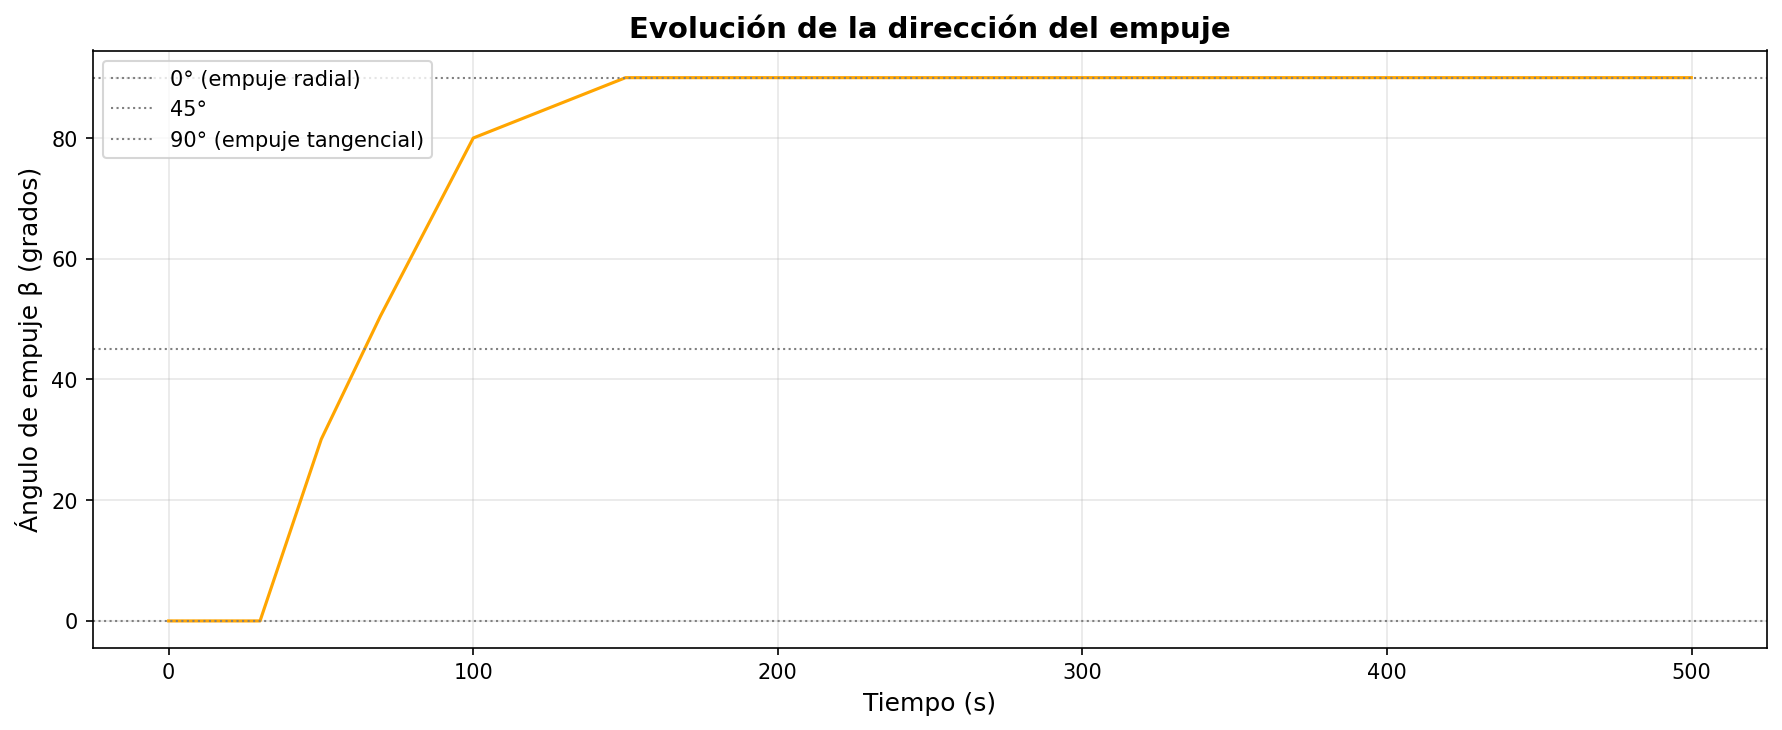 Evolución de la dirección del empuje
0° (empuje radial)
45°
90° (empuje tangencial)
Ángulo de empuje β (grados)
80
60
40
20
0
0 100 200 300 400 500
Tiempo (s)